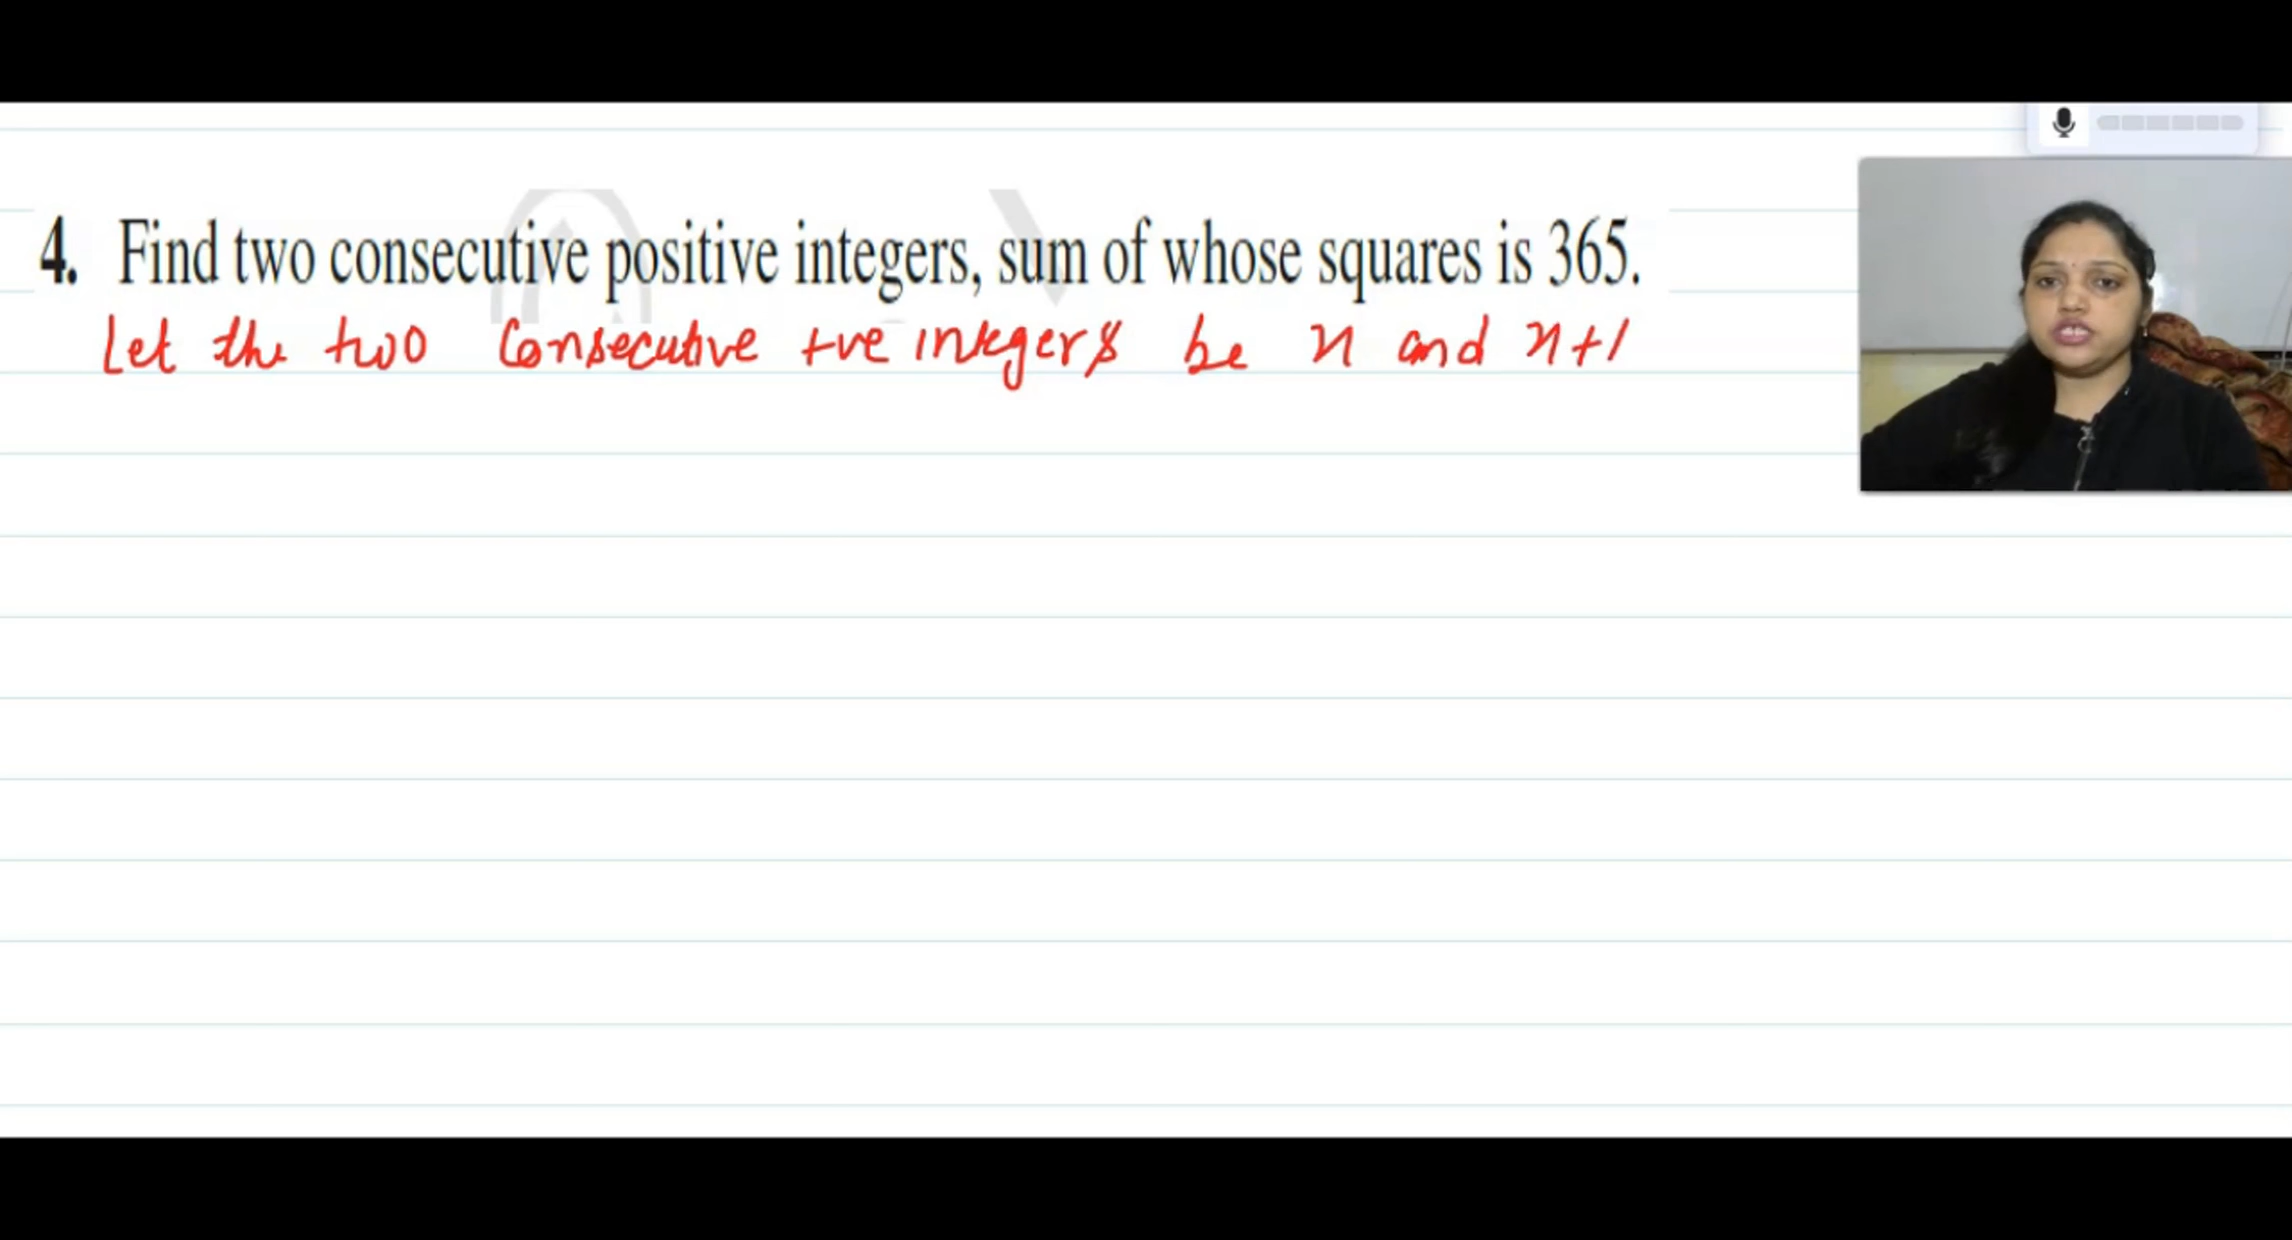 4. Find two consecutive positive integers, sum of whose squares is 365.
Let the two Consecutive +ve integers be x and x+1